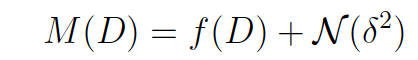 M(D) = f(D) + 𝒩(δ²)